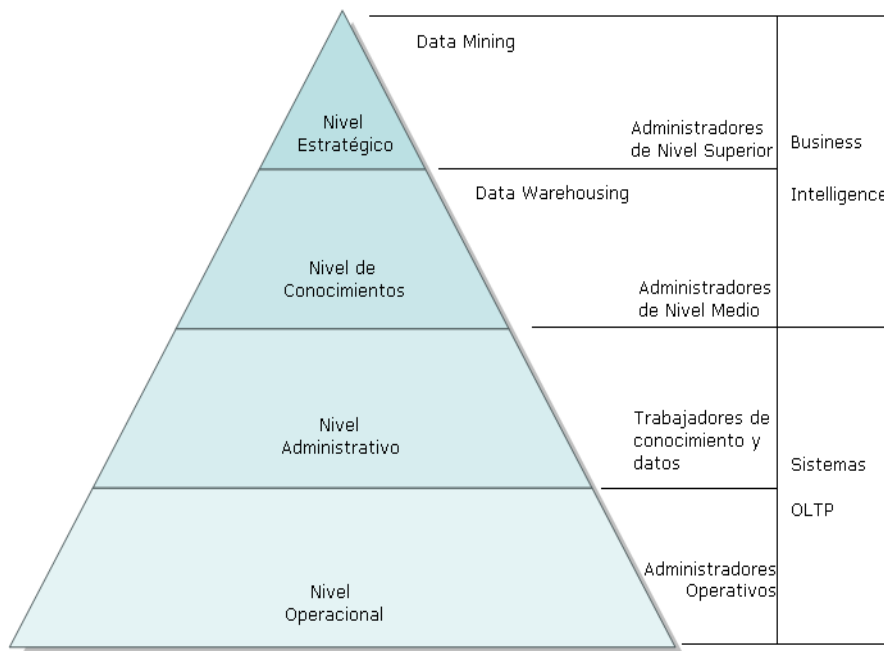 Data Mining
Nivel
Estratégico
Administradores
de Nivel Superior
Business
Intelligence
Data Warehousing
Nivel de
Conocimientos
Administradores
de Nivel Medio
Nivel
Administrativo
Trabajadores de
conocimiento y
datos
Sistemas
OLTP
Nivel
Operacional
Administradores
Operativos